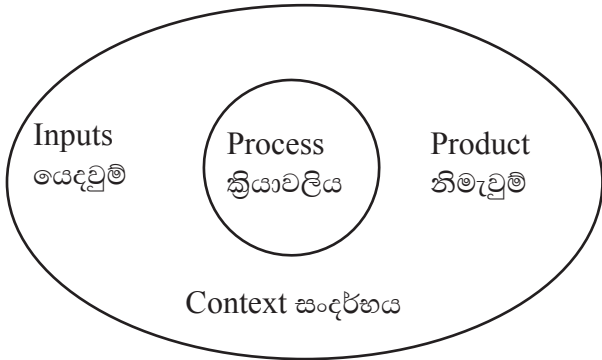 Inputs
යෙදවුම්
Process
ක්‍රියාවලිය
Product
නිමැවුම්
Context සංදර්භය